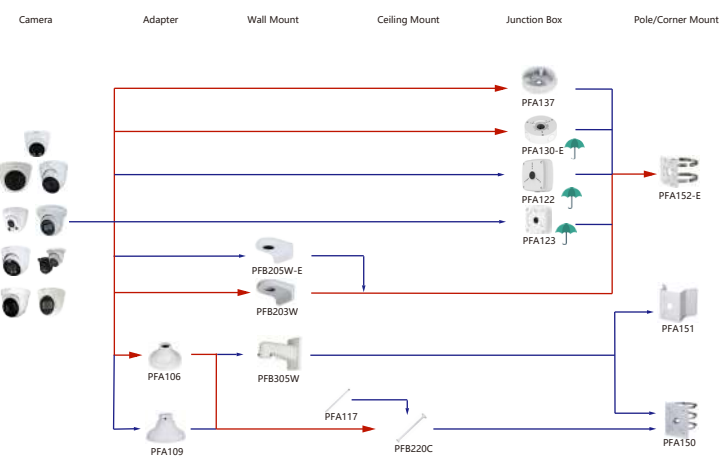 Camera Adapter Wall Mount Ceiling Mount Junction Box Pole/Corner Mount
PFA137
PFA130-E
PFA122
PFA152-E
PFA123
PFB205W-E
PFB203W
PFA151
PFA106
PFB305W
PFA117
PFA109
PFB220C
PFA150